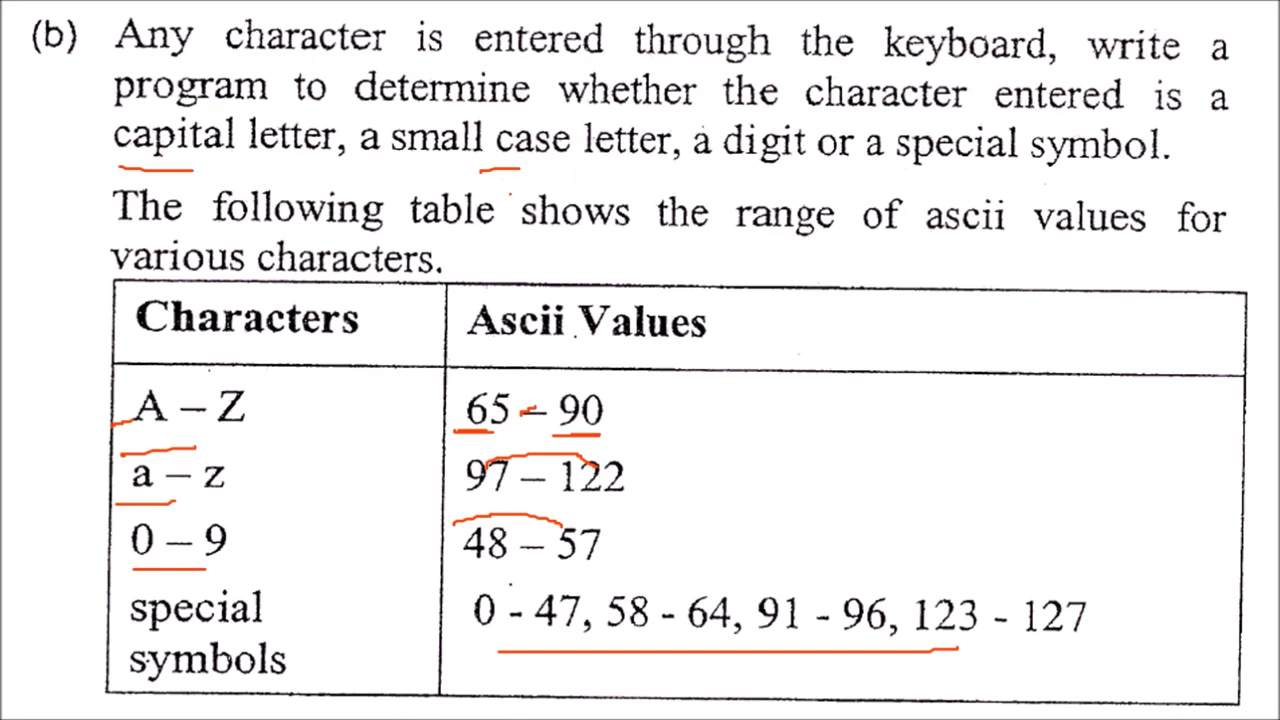 (b) Any character is entered through the keyboard, write a
program to determine whether the character entered is a
capital letter, a small case letter, a digit or a special symbol.
The following table shows the range of ascii values for
various characters.
Characters Ascii Values
A – Z 65 – 90
a – z 97 – 122
0 – 9 48 – 57
special 0 - 47, 58 - 64, 91 - 96, 123 - 127
symbols